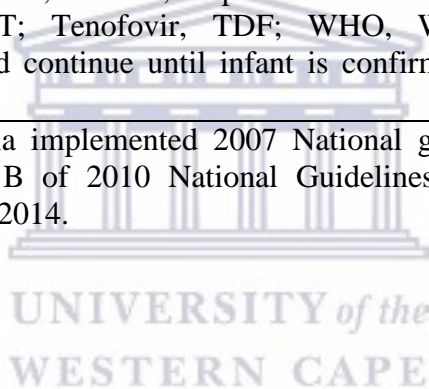 T; Tenofovir, TDF; WHO, W
d continue until infant is confirm
a implemented 2007 National g
B of 2010 National Guidelines
2014.
UNIVERSITY of the
WESTERN CAPE